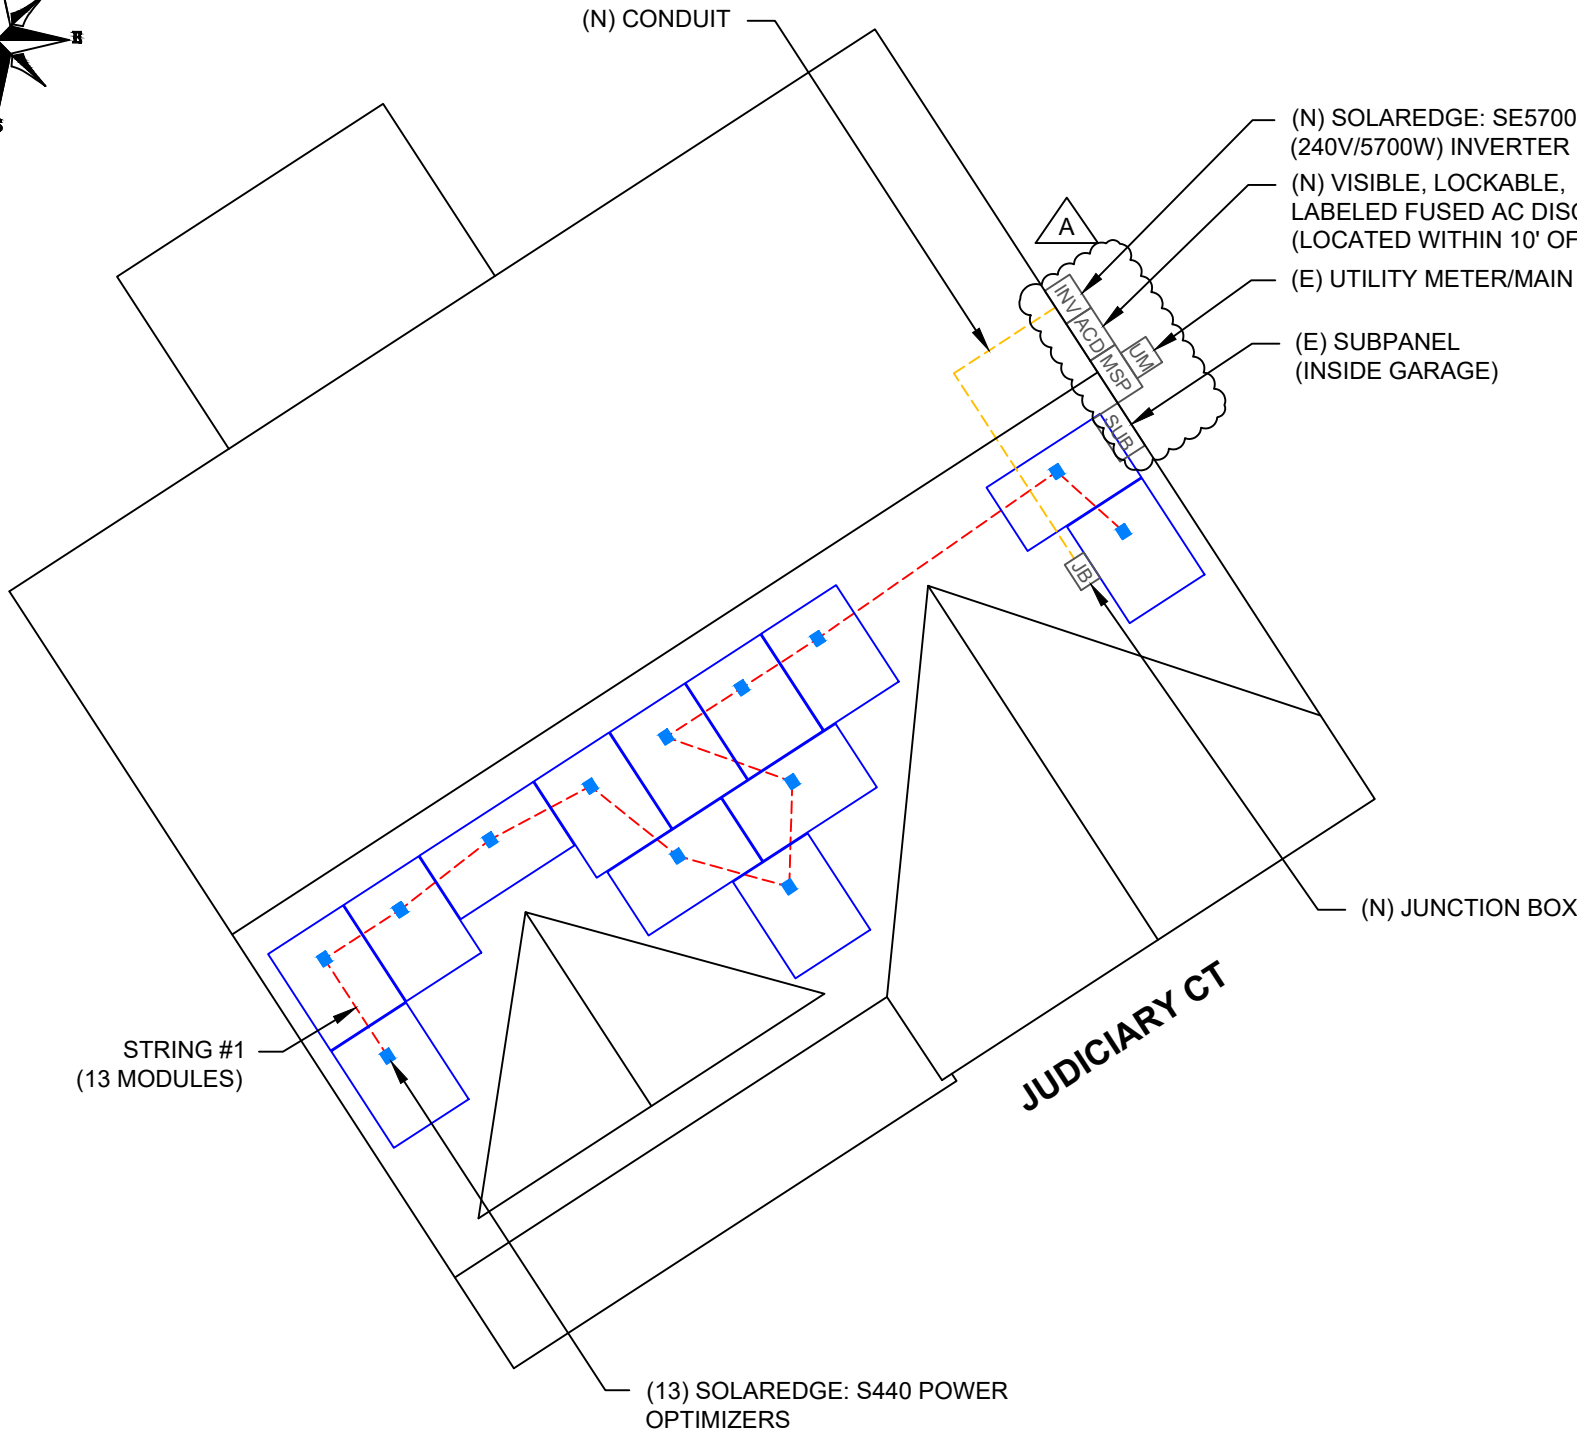 (N) CONDUIT
E
S
(N) SOLAREDGE: SE5700
(240V/5700W) INVERTER
(N) VISIBLE, LOCKABLE,
LABELED FUSED AC
(LOCATED WITHIN 10' OF
(E) UTILITY METER/MAIN
(E) SUBPANEL
(INSIDE GARAGE)
A
INV
ACD
MSP
UM
SUB
JB
(N) JUNCTION BOX
JUDICIARY CT
STRING #1
(13 MODULES)
(13) SOLAREDGE: S440 POWER
OPTIMIZERS